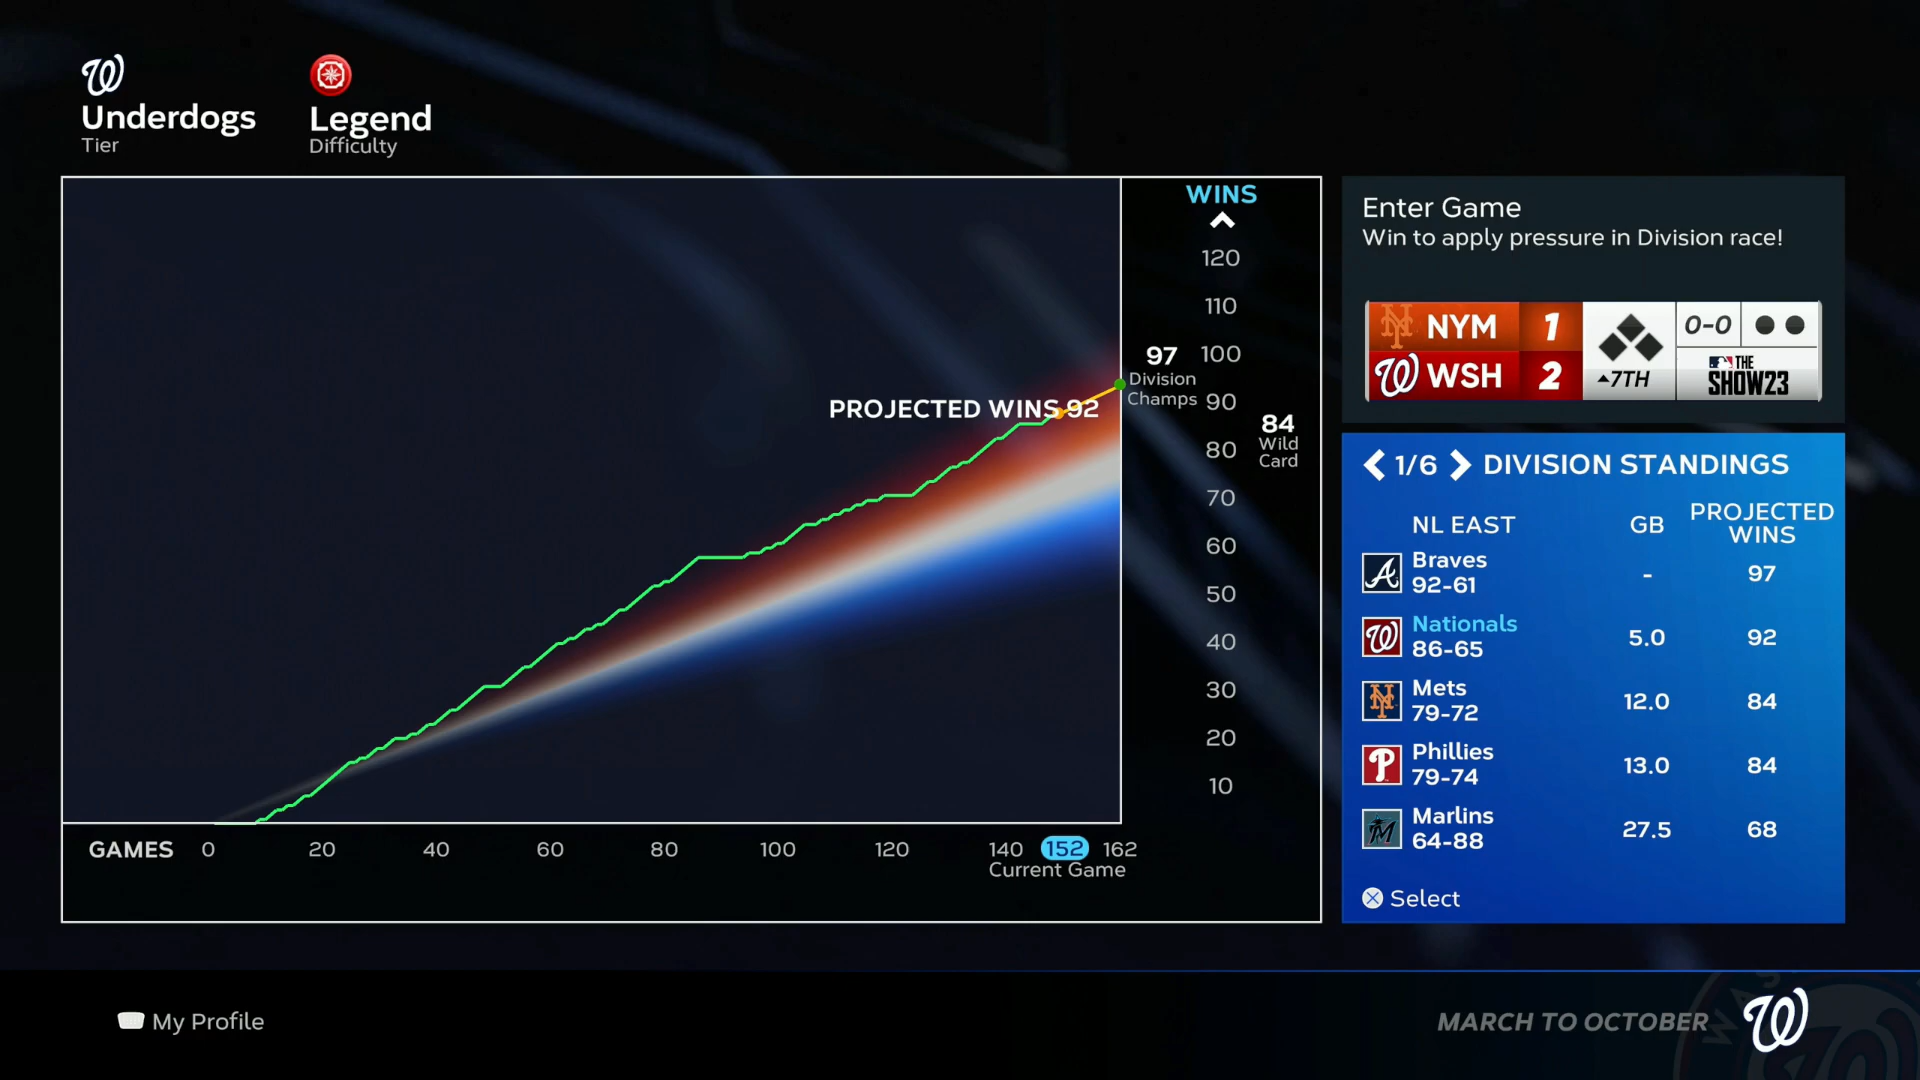 Underdogs
Tier
Legend
Difficulty
WINS
120
110
100
90
80
70
60
50
40
30
20
10
97
Division
Champs
84
Wild
Card
PROJECTED WINS 92
GAMES 0 20 40 60 80 100 120 140 152 162
Current Game
Enter Game
Win to apply pressure in Division race!
NYM 1
WSH 2
7TH
0-0
THE
SHOW23
1/6 DIVISION STANDINGS
NL EAST GB PROJECTED WINS
Braves
92-61 - 97
Nationals
86-65 5.0 92
Mets
79-72 12.0 84
Phillies
79-74 13.0 84
Marlins
64-88 27.5 68
Select
My Profile
MARCH TO OCTOBER